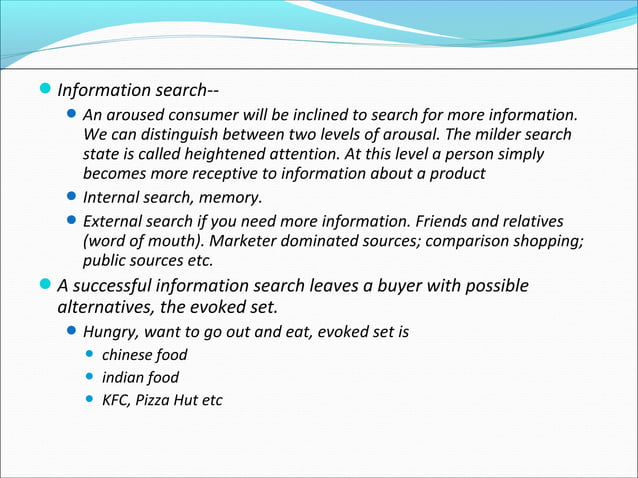 Information search--
An aroused consumer will be inclined to search for more information.
We can distinguish between two levels of arousal. The milder search
state is called heightened attention. At this level a person simply
becomes more receptive to information about a product
Internal search, memory.
External search if you need more information. Friends and relatives
(word of mouth). Marketer dominated sources; comparison shopping;
public sources etc.
A successful information search leaves a buyer with possible
alternatives, the evoked set.
Hungry, want to go out and eat, evoked set is
chinese food
indian food
KFC, Pizza Hut etc